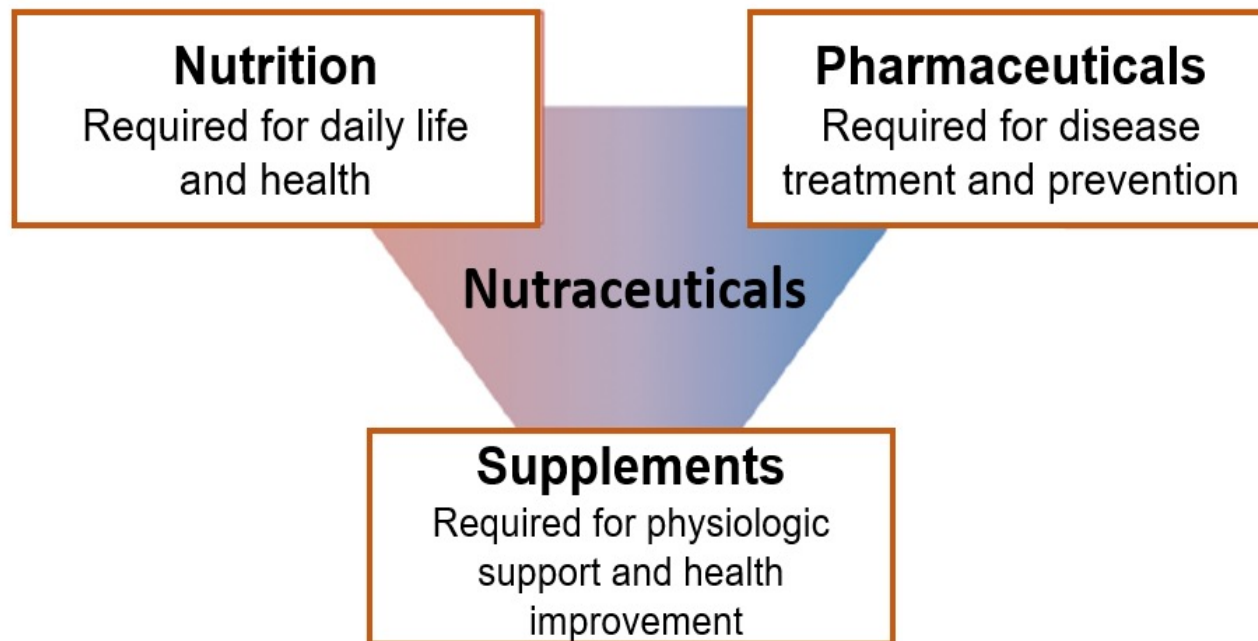 Nutrition
Required for daily life
and health
Pharmaceuticals
Required for disease
treatment and prevention
Nutraceuticals
Supplements
Required for physiologic
support and health
improvement